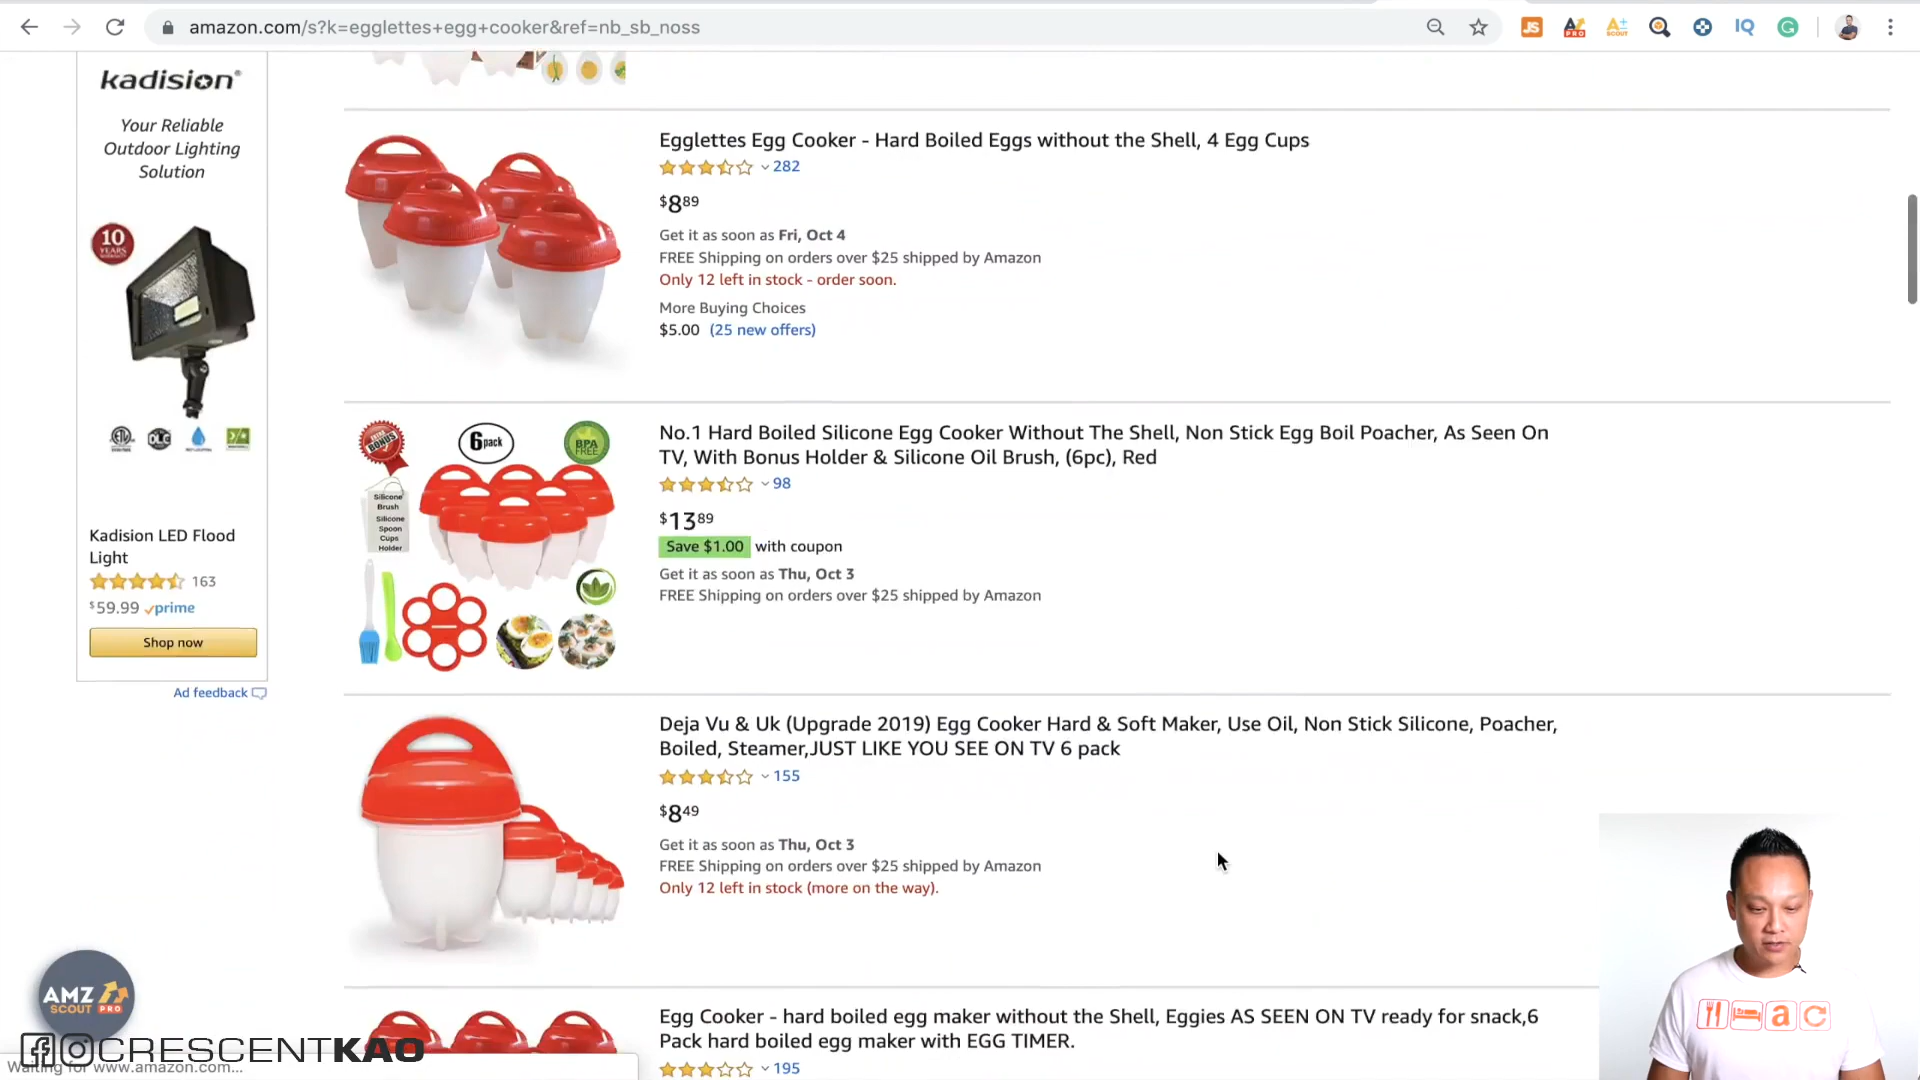 amazon.com/s?k=egglettes+egg+cooker&ref=nb_sb_noss
JS
PRO
SCOUT
IQ
kadision®
Your Reliable
Outdoor Lighting
Solution
10
YEARS
Kadision LED Flood
Light
163
$59.99 prime
Shop now
Ad feedback
Egglettes Egg Cooker - Hard Boiled Eggs without the Shell, 4 Egg Cups
282
$8 89
Get it as soon as Fri, Oct 4
FREE Shipping on orders over $25 shipped by Amazon
Only 12 left in stock - order soon.
More Buying Choices
$5.00 (25 new offers)
BONUS
6pack
BPA
FREE
Silicone
Brush
Silicone
Spoon
Cups
Holder
No.1 Hard Boiled Silicone Egg Cooker Without The Shell, Non Stick Egg Boil Poacher, As Seen On
TV, With Bonus Holder & Silicone Oil Brush, (6pc), Red
98
$13 89
Save $1.00 with coupon
Get it as soon as Thu, Oct 3
FREE Shipping on orders over $25 shipped by Amazon
Deja Vu & Uk (Upgrade 2019) Egg Cooker Hard & Soft Maker, Use Oil, Non Stick Silicone, Poacher,
Boiled, Steamer,JUST LIKE YOU SEE ON TV 6 pack
155
$8 49
Get it as soon as Thu, Oct 3
FREE Shipping on orders over $25 shipped by Amazon
Only 12 left in stock (more on the way).
Egg Cooker - hard boiled egg maker without the Shell, Eggies AS SEEN ON TV ready for snack,6
Pack hard boiled egg maker with EGG TIMER.
195
AMZ
SCOUT PRO
CRESCENTKAO
Waiting for www.amazon.com...
a c